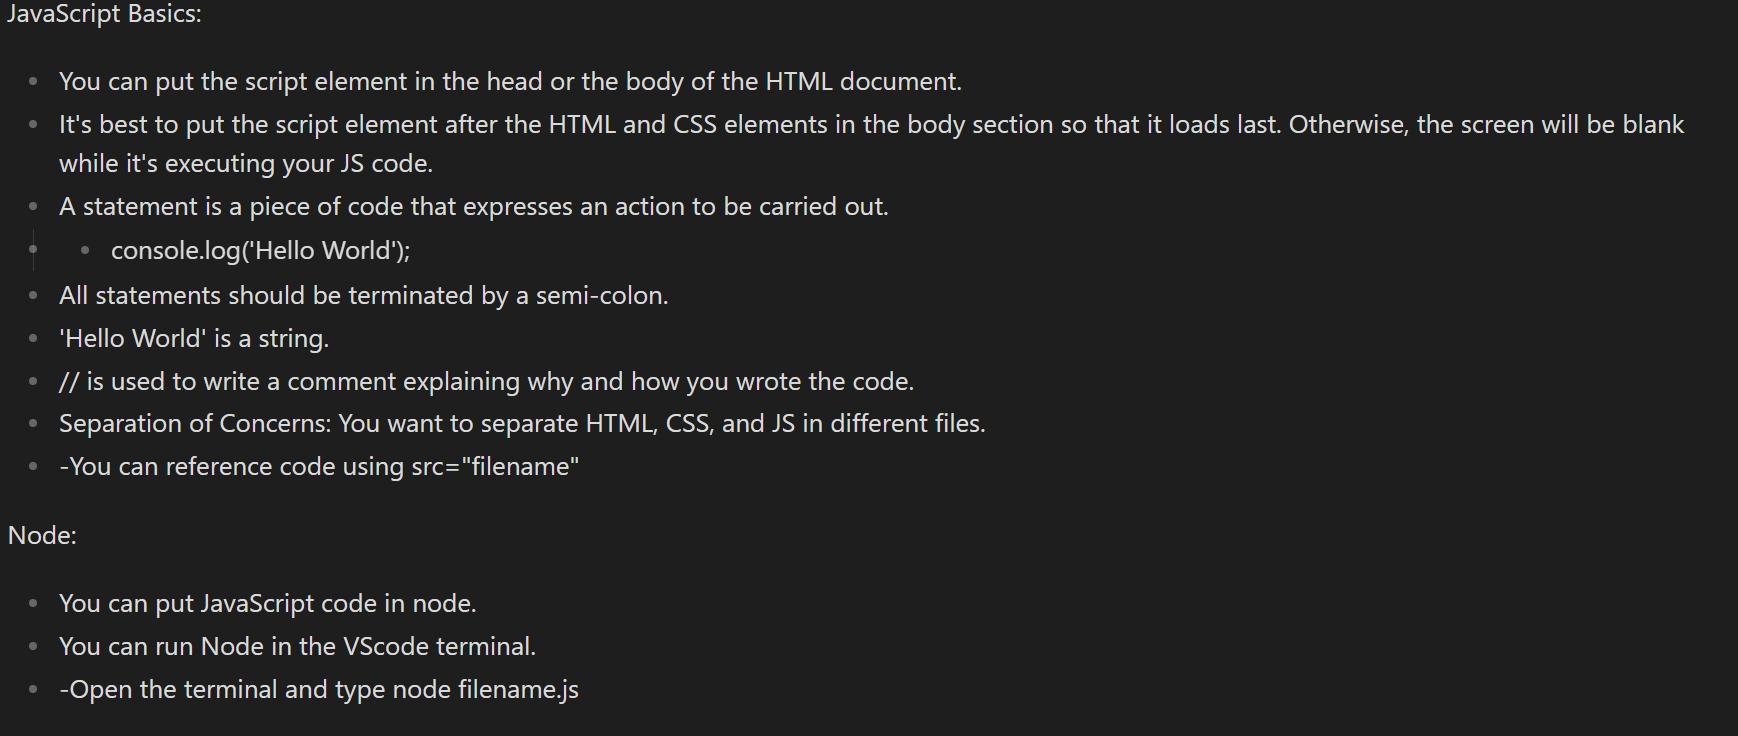 JavaScript Basics:
You can put the script element in the head or the body of the HTML document.
It's best to put the script element after the HTML and CSS elements in the body section so that it loads last. Otherwise, the screen will be blank
while it's executing your JS code.
A statement is a piece of code that expresses an action to be carried out.
console.log('Hello World');
All statements should be terminated by a semi-colon.
'Hello World' is a string.
// is used to write a comment explaining why and how you wrote the code.
Separation of Concerns: You want to separate HTML, CSS, and JS in different files.
-You can reference code using src="filename"
Node:
You can put JavaScript code in node.
You can run Node in the VScode terminal.
-Open the terminal and type node filename.js